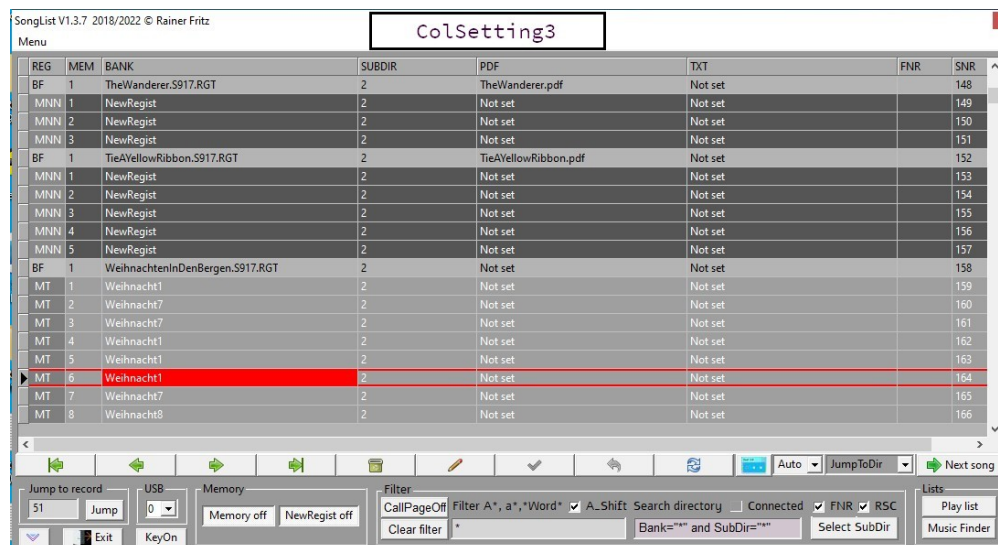 SongList V1.3.7 2018/2022 © Rainer Fritz
ColSetting3
Menu
REG MEM BANK SUBDIR PDF TXT FNR SNR
BF 1 TheWanderer.S917.RGT 2 TheWanderer.pdf Not set 148
MNN 1 NewRegist 2 Not set Not set 149
MNN 2 NewRegist 2 Not set Not set 150
MNN 3 NewRegist 2 Not set Not set 151
BF 1 TieAYellowRibbon.S917.RGT 2 TieAYellowRibbon.pdf Not set 152
MNN 1 NewRegist 2 Not set Not set 153
MNN 2 NewRegist 2 Not set Not set 154
MNN 3 NewRegist 2 Not set Not set 155
MNN 4 NewRegist 2 Not set Not set 156
MNN 5 NewRegist 2 Not set Not set 157
BF 1 WeihnachtenInDenBergen.S917.RGT 2 Not set Not set 158
MT 1 Weihnacht1 2 Not set Not set 159
MT 2 Weihnacht7 2 Not set Not set 160
MT 3 Weihnacht7 2 Not set Not set 161
MT 4 Weihnacht1 2 Not set Not set 162
MT 5 Weihnacht1 2 Not set Not set 163
MT 6 Weihnacht1 2 Not set Not set 164
MT 7 Weihnacht7 2 Not set Not set 165
MT 8 Weihnacht8 2 Not set Not set 166
Auto JumpToDir Next song
Jump to record USB Memory Filter Lists
51 Jump 0 Memory off NewRegist off CallPageOff Filter A*, a*,*Word* A_Shift Search directory Connected FNR RSC Play list
Exit KeyOn Clear filter * Bank="*" and SubDir="*" Select SubDir Music Finder